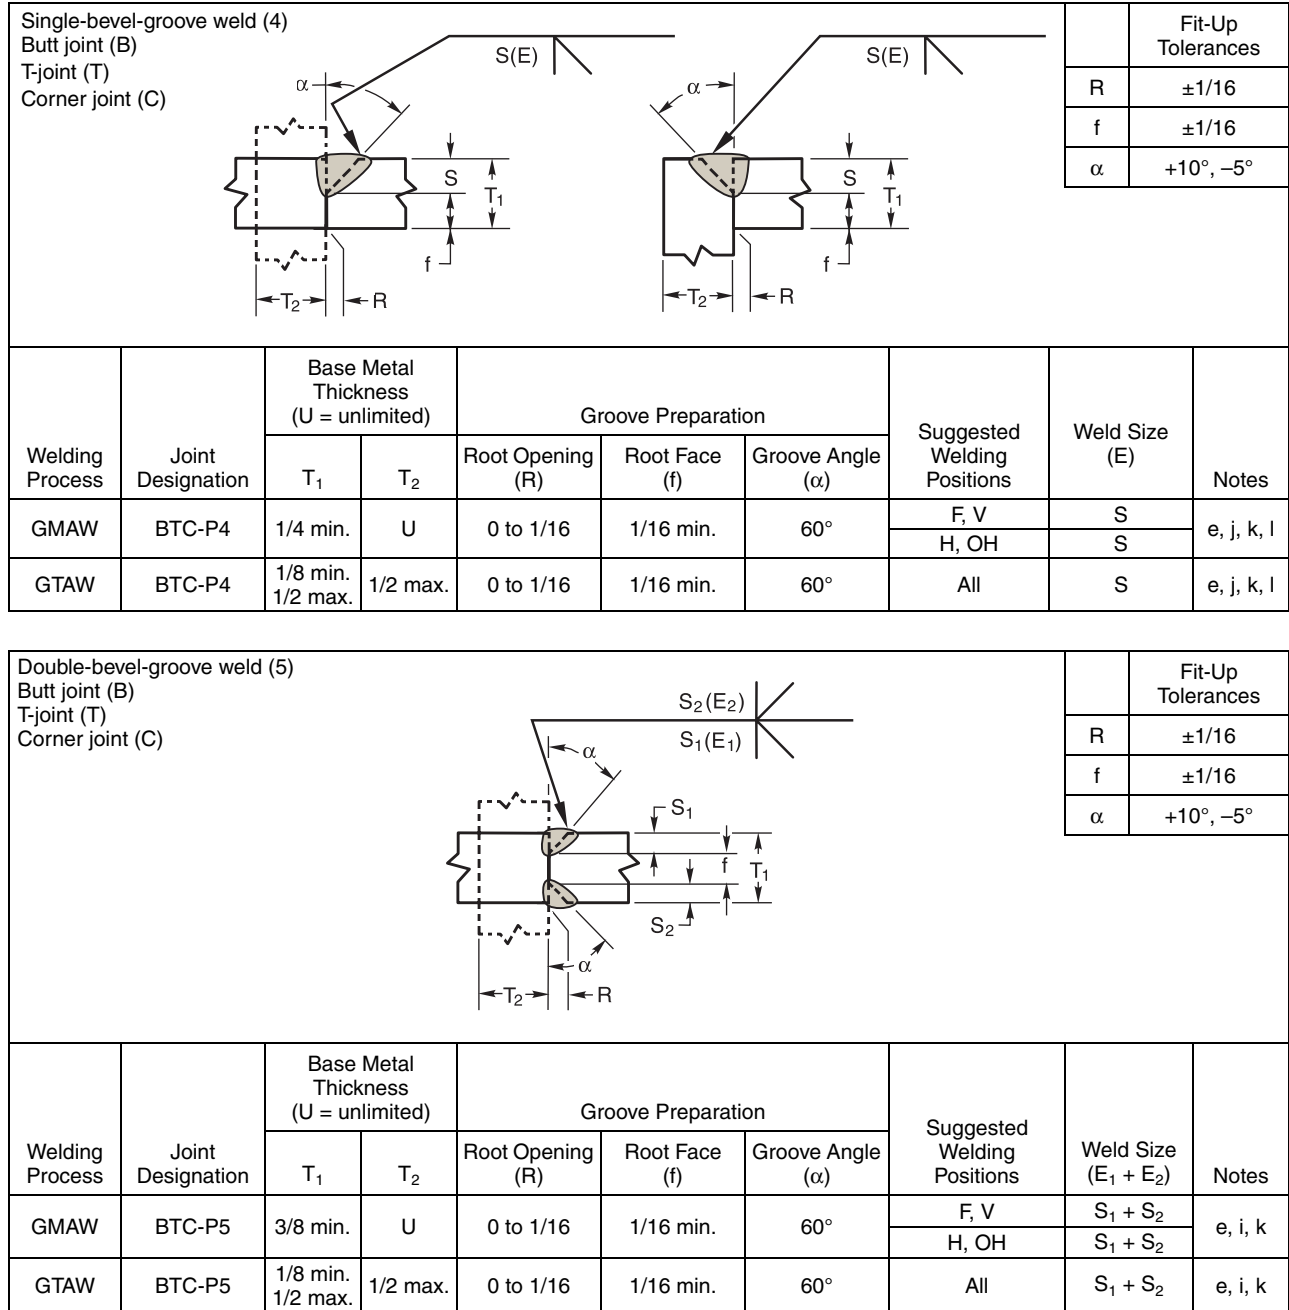 Single-bevel-groove weld (4)
Butt joint (B)
T-joint (T)
Corner joint (C)
S(E)
α
S
T1
f
T2
R
S(E)
α
S
T1
f
T2
R
Fit-Up Tolerances
R ±1/16
f ±1/16
α +10°, –5°
Welding Process
Joint Designation
Base Metal Thickness (U = unlimited)
T1
T2
Groove Preparation
Root Opening (R)
Root Face (f)
Groove Angle (α)
Suggested Welding Positions
Weld Size (E)
Notes
GMAW BTC-P4 1/4 min. U 0 to 1/16 1/16 min. 60° F, V S e, j, k, l
H, OH S
GTAW BTC-P4 1/8 min. 1/2 max. 1/2 max. 0 to 1/16 1/16 min. 60° All S e, j, k, l
Double-bevel-groove weld (5)
Butt joint (B)
T-joint (T)
Corner joint (C)
S2(E2)
S1(E1)
α
S1
f
T1
S2
α
T2
R
Fit-Up Tolerances
R ±1/16
f ±1/16
α +10°, –5°
Welding Process
Joint Designation
Base Metal Thickness (U = unlimited)
T1
T2
Groove Preparation
Root Opening (R)
Root Face (f)
Groove Angle (α)
Suggested Welding Positions
Weld Size (E1 + E2)
Notes
GMAW BTC-P5 3/8 min. U 0 to 1/16 1/16 min. 60° F, V S1 + S2 e, i, k
H, OH S1 + S2
GTAW BTC-P5 1/8 min. 1/2 max. 1/2 max. 0 to 1/16 1/16 min. 60° All S1 + S2 e, i, k